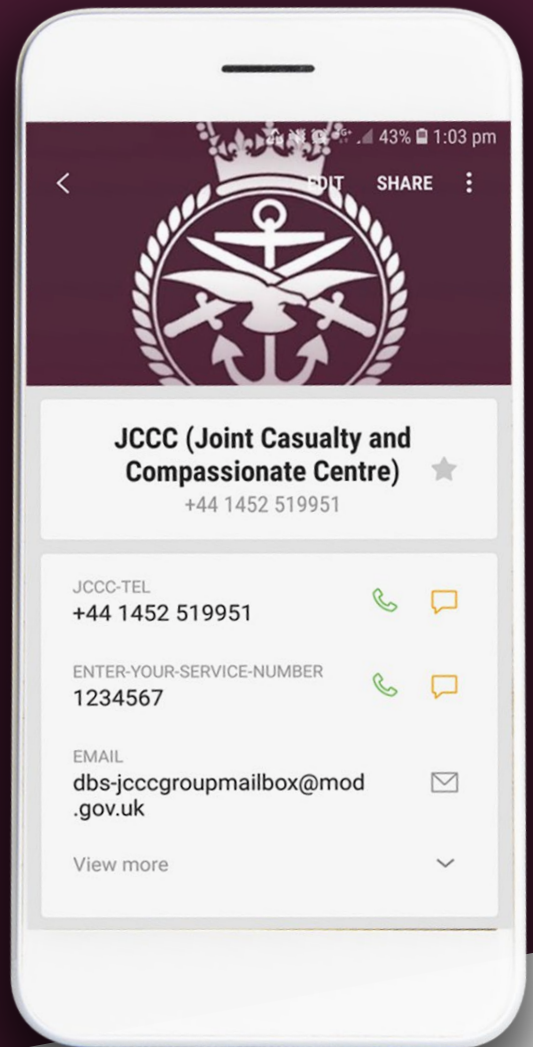 43% 1:03 pm
EDIT SHARE
JCCC (Joint Casualty and
Compassionate Centre)
+44 1452 519951
JCCC-TEL
+44 1452 519951
ENTER-YOUR-SERVICE-NUMBER
1234567
EMAIL
dbs-jcccgroupmailbox@mod
.gov.uk
View more